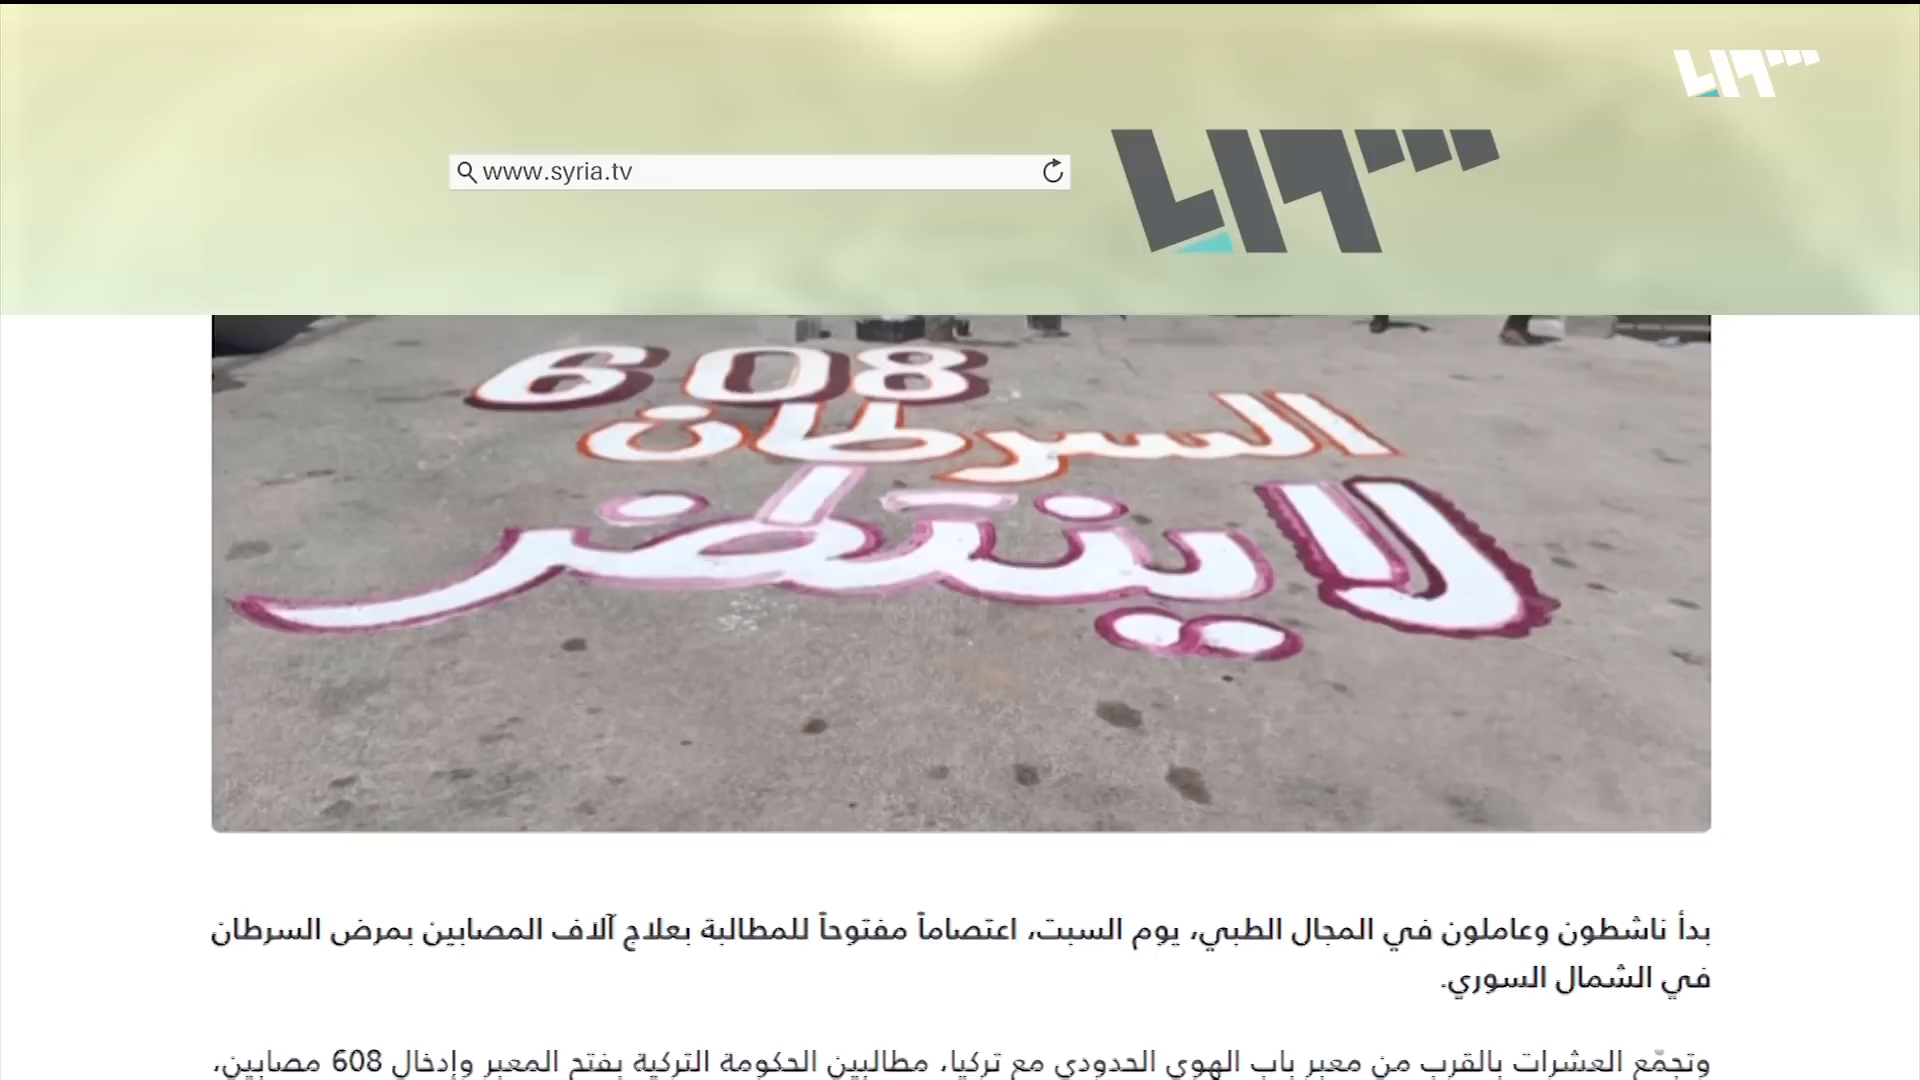 سوريا
www.syria.tv
سوريا
608
السرطان
لاينتظر
بدأ ناشطون وعاملون في المجال الطبي، يوم السبت، اعتصاماً مفتوحاً للمطالبة بعلاج آلاف المصابين بمرض السرطان
في الشمال السوري.
وتجمّع العشرات بالقرب من معبر باب الهوى الحدودي مع تركيا، مطالبين الحكومة التركية بفتح المعبر وإدخال 608 مصابين،